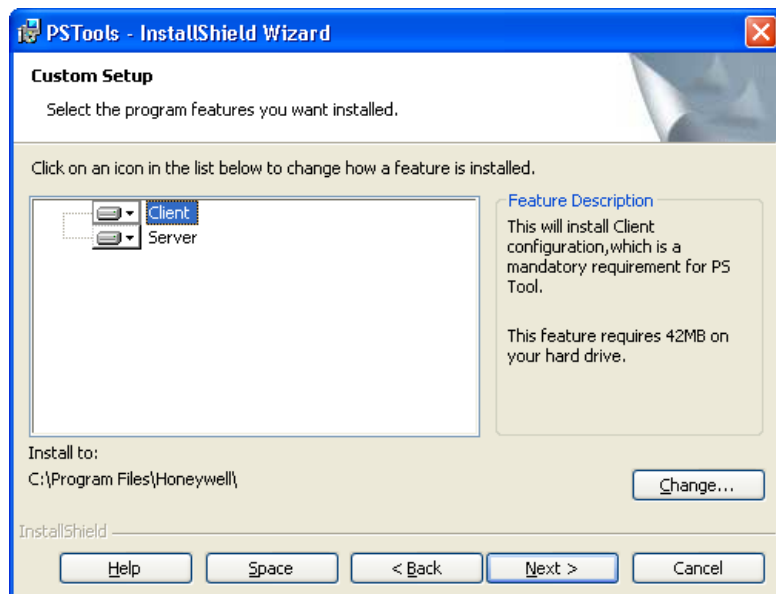 PSTools - InstallShield Wizard
Custom Setup
Select the program features you want installed.
Click on an icon in the list below to change how a feature is installed.
Client
Server
Feature Description
This will install Client
configuration,which is a
mandatory requirement for PS
Tool.
This feature requires 42MB on
your hard drive.
Install to:
C:\Program Files\Honeywell\
Change...
InstallShield
Help
Space
< Back
Next >
Cancel